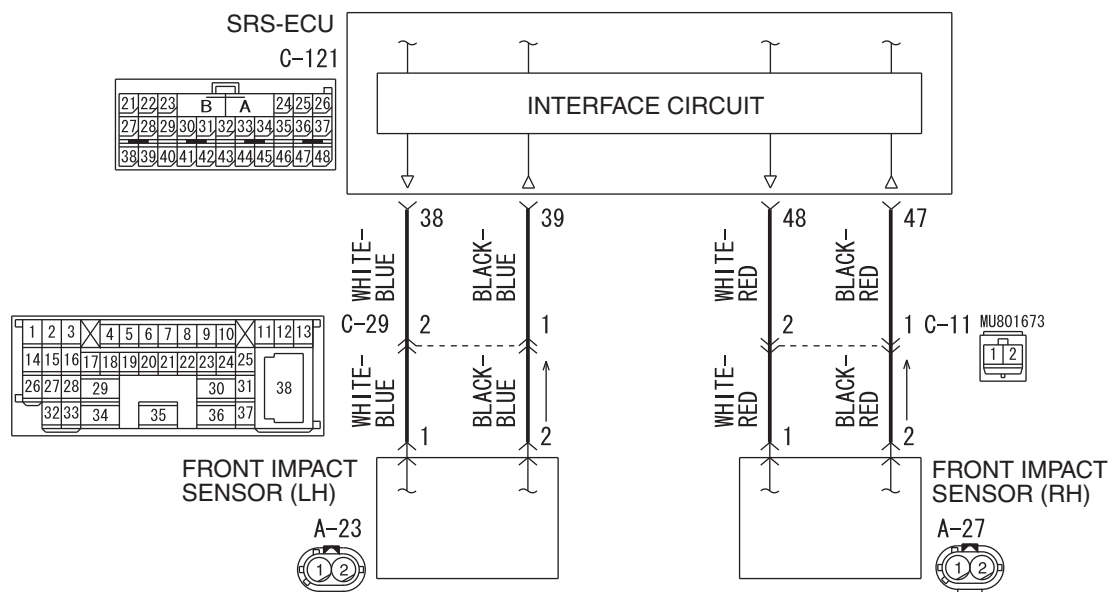 SRS-ECU
C-121
21 22 23 B A 24 25 26
27 28 29 30 31 32 33 34 35 36 37
38 39 40 41 42 43 44 45 46 47 48
INTERFACE CIRCUIT
38 39 48 47
WHITE-
BLUE
BLACK-
BLUE
WHITE-
RED
BLACK-
RED
C-29 2 1 2 1 C-11 MU801673
1 2
1 2 3 4 5 6 7 8 9 10 11 12 13
14 15 16 17 18 19 20 21 22 23 24 25
26 27 28 29 30 31 38
32 33 34 35 36 37
WHITE-
BLUE
BLACK-
BLUE
WHITE-
RED
BLACK-
RED
1 2 1 2
FRONT IMPACT
SENSOR (LH)
A-23
1 2
FRONT IMPACT
SENSOR (RH)
A-27
1 2